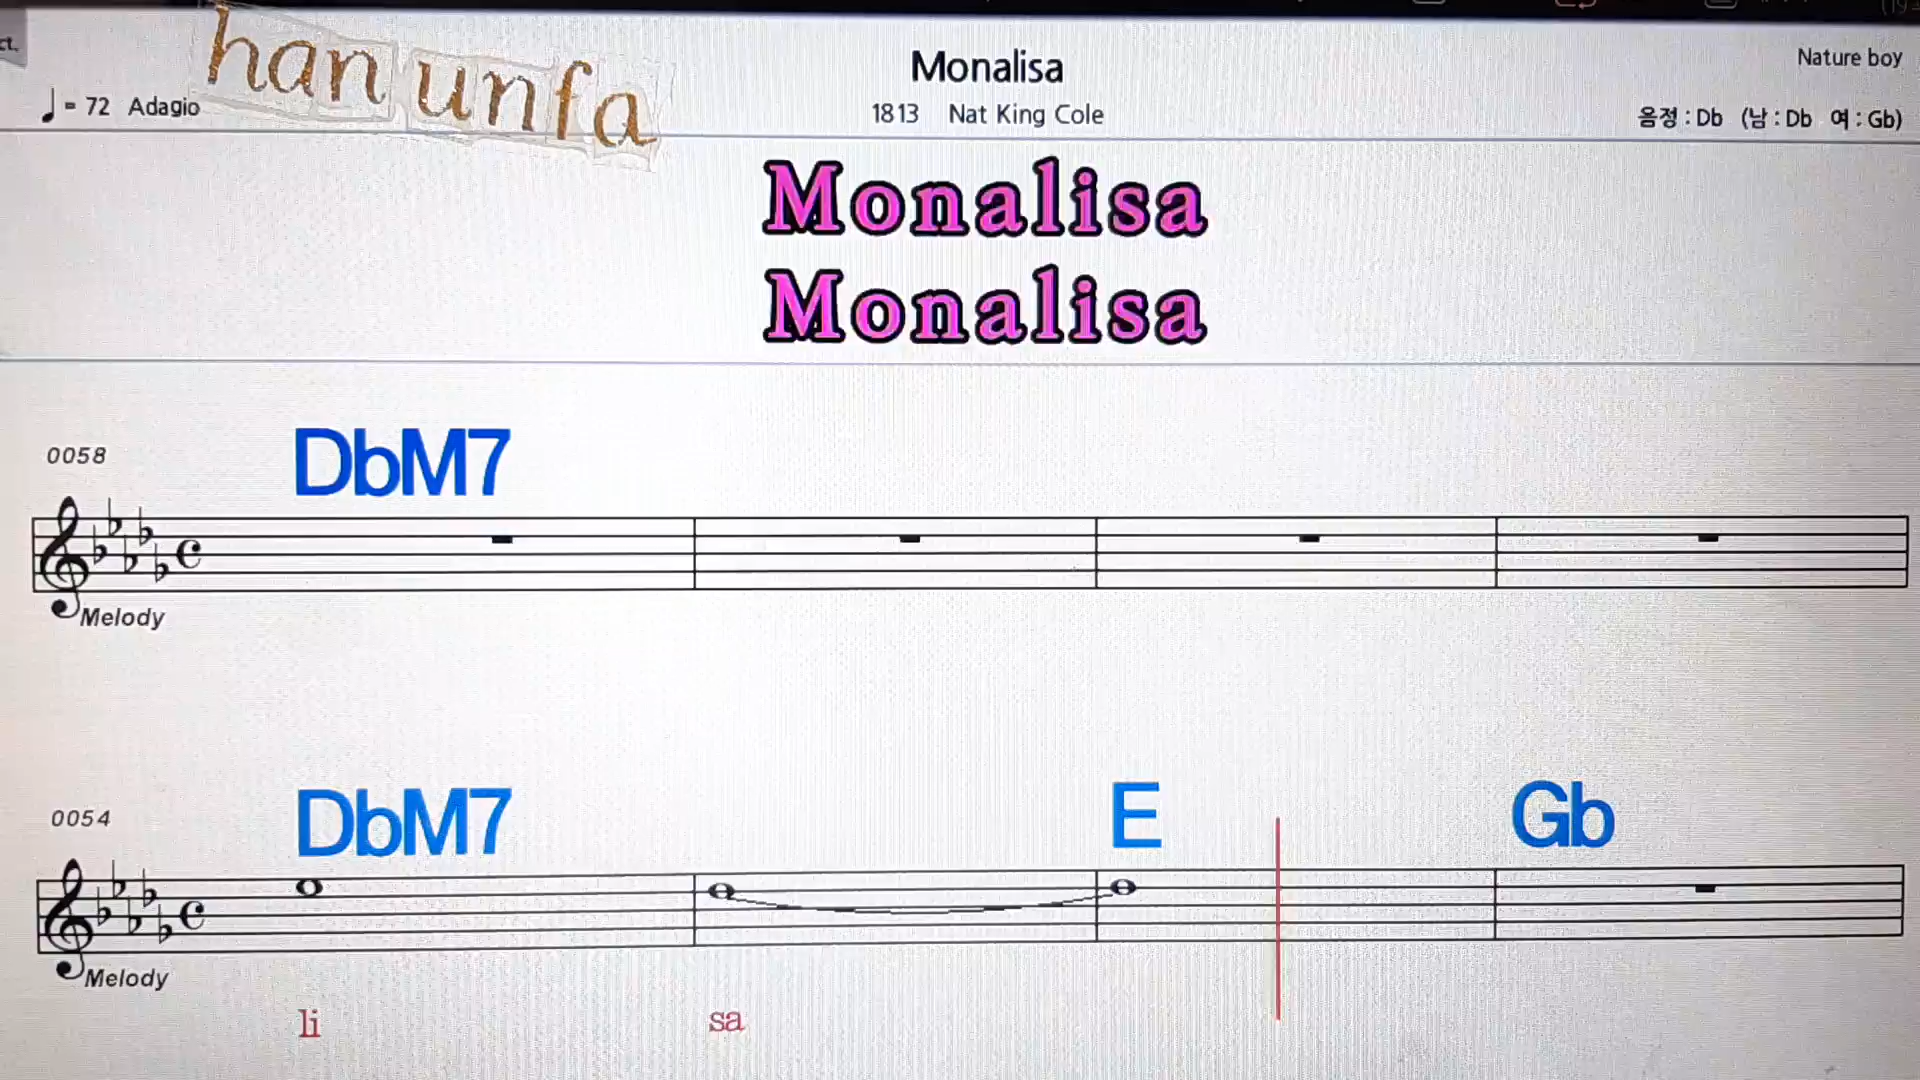 ct.
han unfa
Monalisa
Nature boy
♩ = 72 Adagio
1813 Nat King Cole
음정 : Db (남 : Db 여 : Gb)
Monalisa
Monalisa
0058
DbM7
Melody
0054
DbM7 E Gb
Melody
li sa